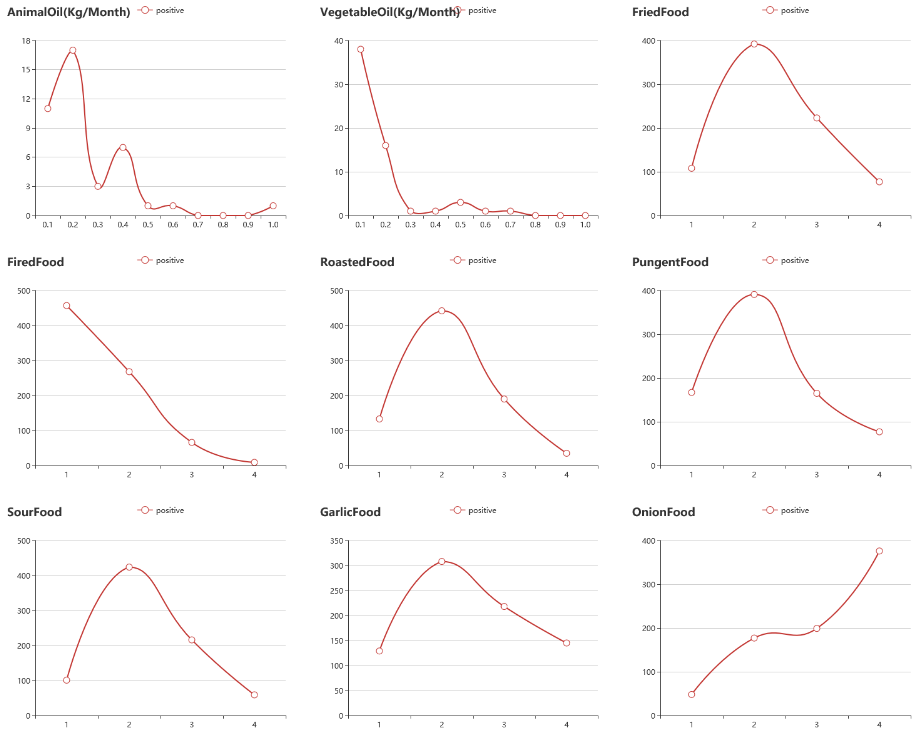 AnimalOil(Kg/Month) positive
18
15
12
9
6
3
0
0.1 0.2 0.3 0.4 0.5 0.6 0.7 0.8 0.9 1.0
VegetableOil(Kg/Month) positive
40
30
20
10
0
0.1 0.2 0.3 0.4 0.5 0.6 0.7 0.8 0.9 1.0
FriedFood positive
400
300
200
100
0
1 2 3 4
FiredFood positive
500
400
300
200
100
0
1 2 3 4
RoastedFood positive
500
400
300
200
100
0
1 2 3 4
PungentFood positive
400
300
200
100
0
1 2 3 4
SourFood positive
500
400
300
200
100
0
1 2 3 4
GarlicFood positive
350
300
250
200
150
100
50
0
1 2 3 4
OnionFood positive
400
300
200
100
0
1 2 3 4